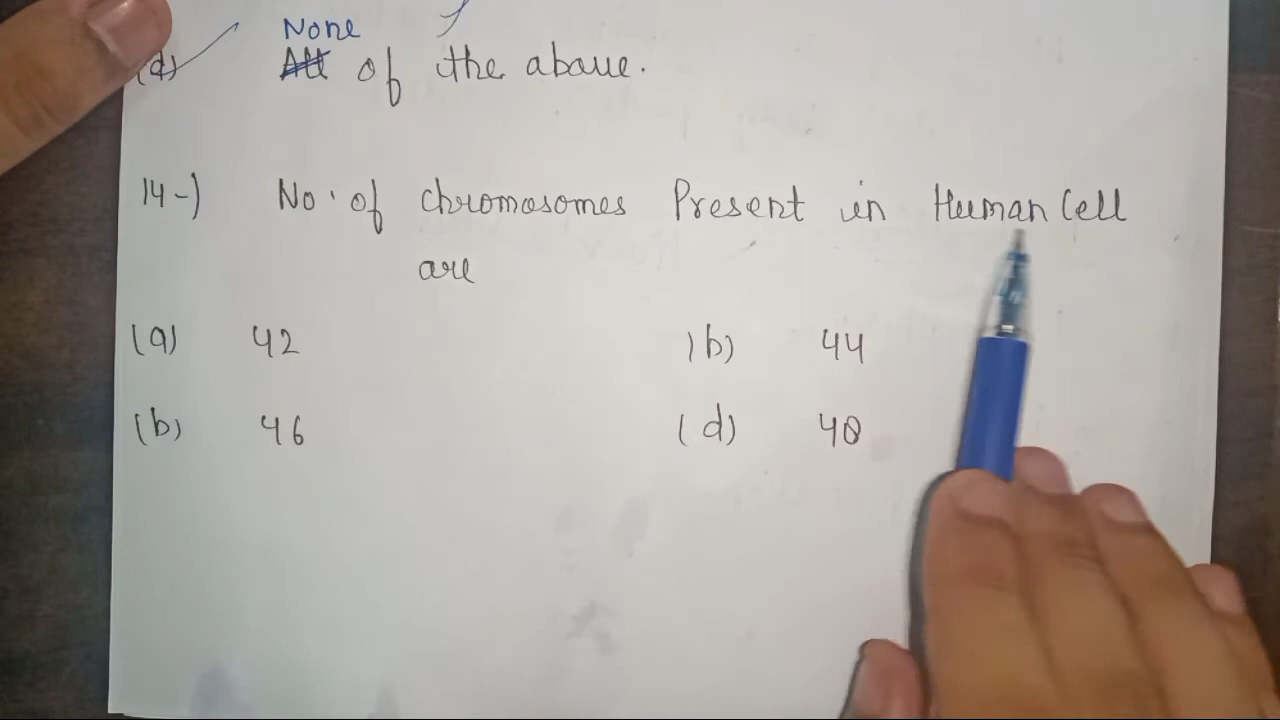 None
(d) All of the above.
14-) No. of chromosomes Present in Human Cell
are
(a) 42 (b) 44
(b) 46 (d) 40